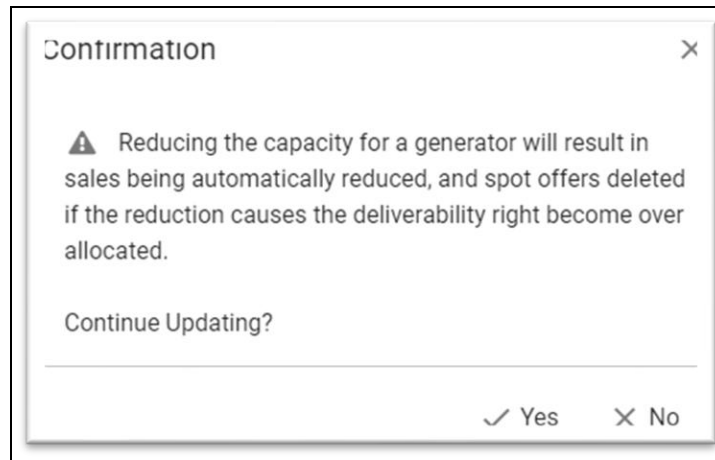 Confirmation
Reducing the capacity for a generator will result in
sales being automatically reduced, and spot offers deleted
if the reduction causes the deliverability right become over
allocated.
Continue Updating?
Yes No